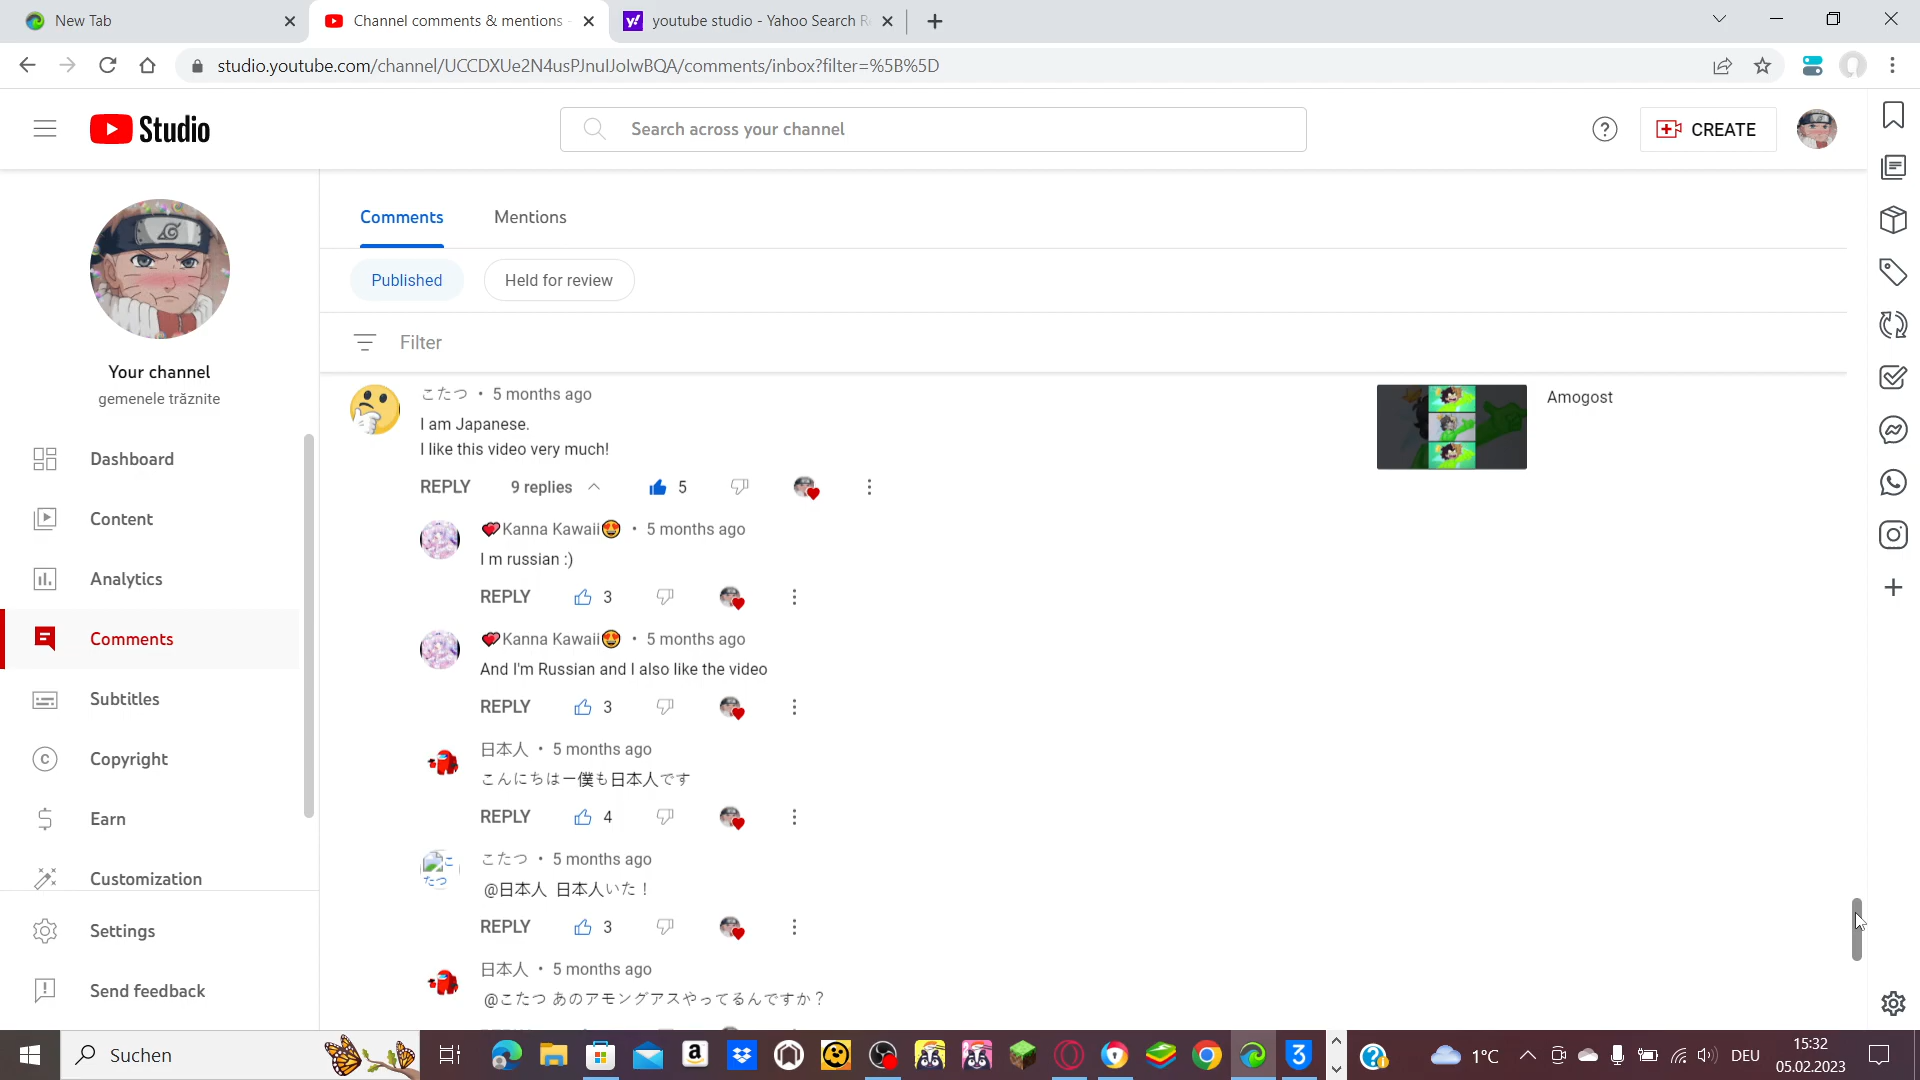 New Tab
Channel comments & mentions -
youtube studio - Yahoo Search R
studio.youtube.com/channel/UCCDXUe2N4usPJnulJolwBQA/comments/inbox?filter=%5B%5D
Studio
Search across your channel
CREATE
Your channel
gemenele trăznite
Dashboard
Content
Analytics
Comments
Subtitles
Copyright
Earn
Customization
Settings
Send feedback
Comments Mentions
Published Held for review
Filter
こたつ • 5 months ago
I am Japanese.
I like this video very much!
REPLY 9 replies 5
Amogost
💘Kanna Kawaii😍 • 5 months ago
I m russian :)
REPLY 3
💘Kanna Kawaii😍 • 5 months ago
And I'm Russian and I also like the video
REPLY 3
日本人 • 5 months ago
こんにちはー僕も日本人です
REPLY 4
こたつ
こたつ • 5 months ago
@日本人 日本人いた！
REPLY 3
日本人 • 5 months ago
@こたつ あのアモングアスやってるんですか？
Suchen
1°C
DEU
15:32
05.02.2023